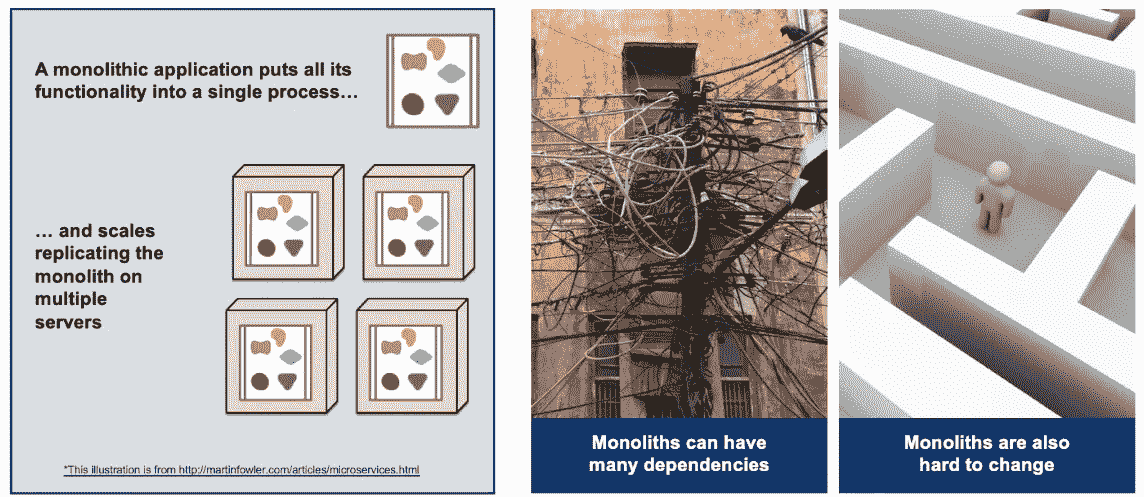 A monolithic application puts all its
functionality into a single process…
… and scales
replicating the
monolith on
multiple
servers
*This illustration is from http://martinfowler.com/articles/microservices.html
Monoliths can have
many dependencies
Monoliths are also
hard to change